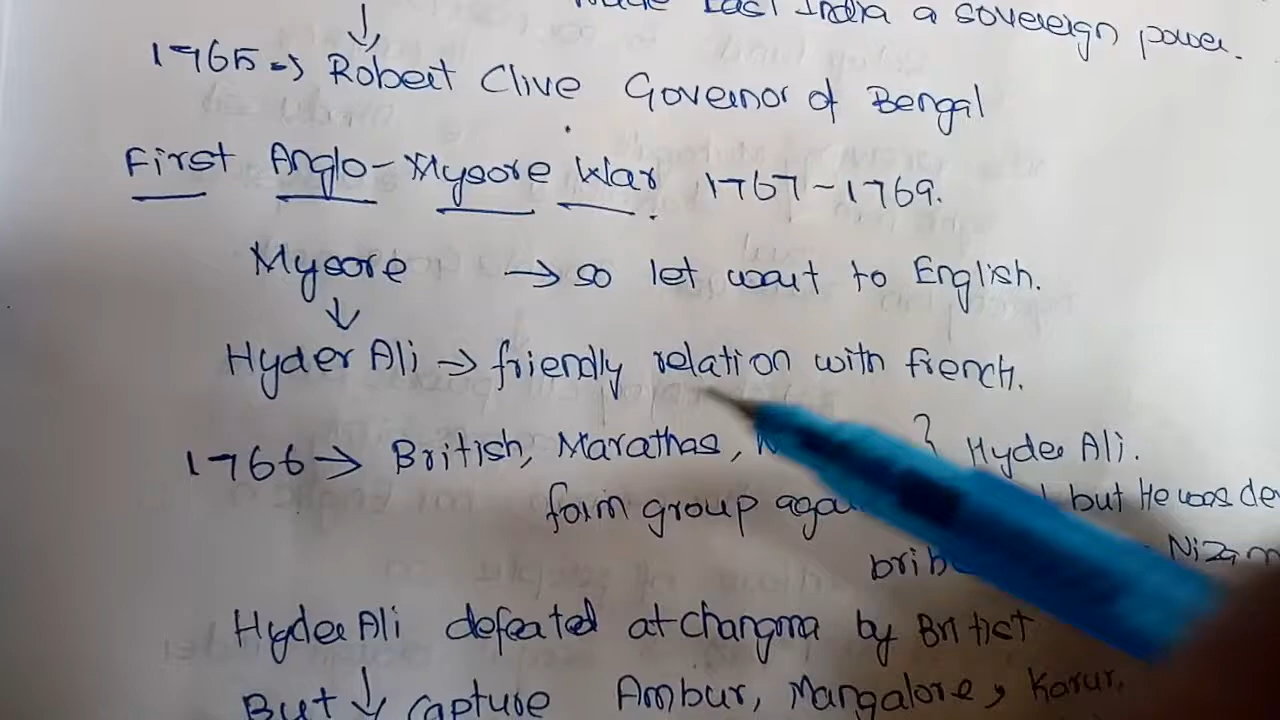 made East India a sovereign power.
↓
1765 => Robert Clive Governor of Bengal
First Anglo-Mysore War 1767-1769.
Mysore → so let want to English.
↓
Hyder Ali → friendly relation with french.
1766 → British, Marathas, } Hyder Ali.
form group but He was
Nizam
Hyder Ali defeated at changma by British
But ↓ capture Ambur, Mangalore, Karur,